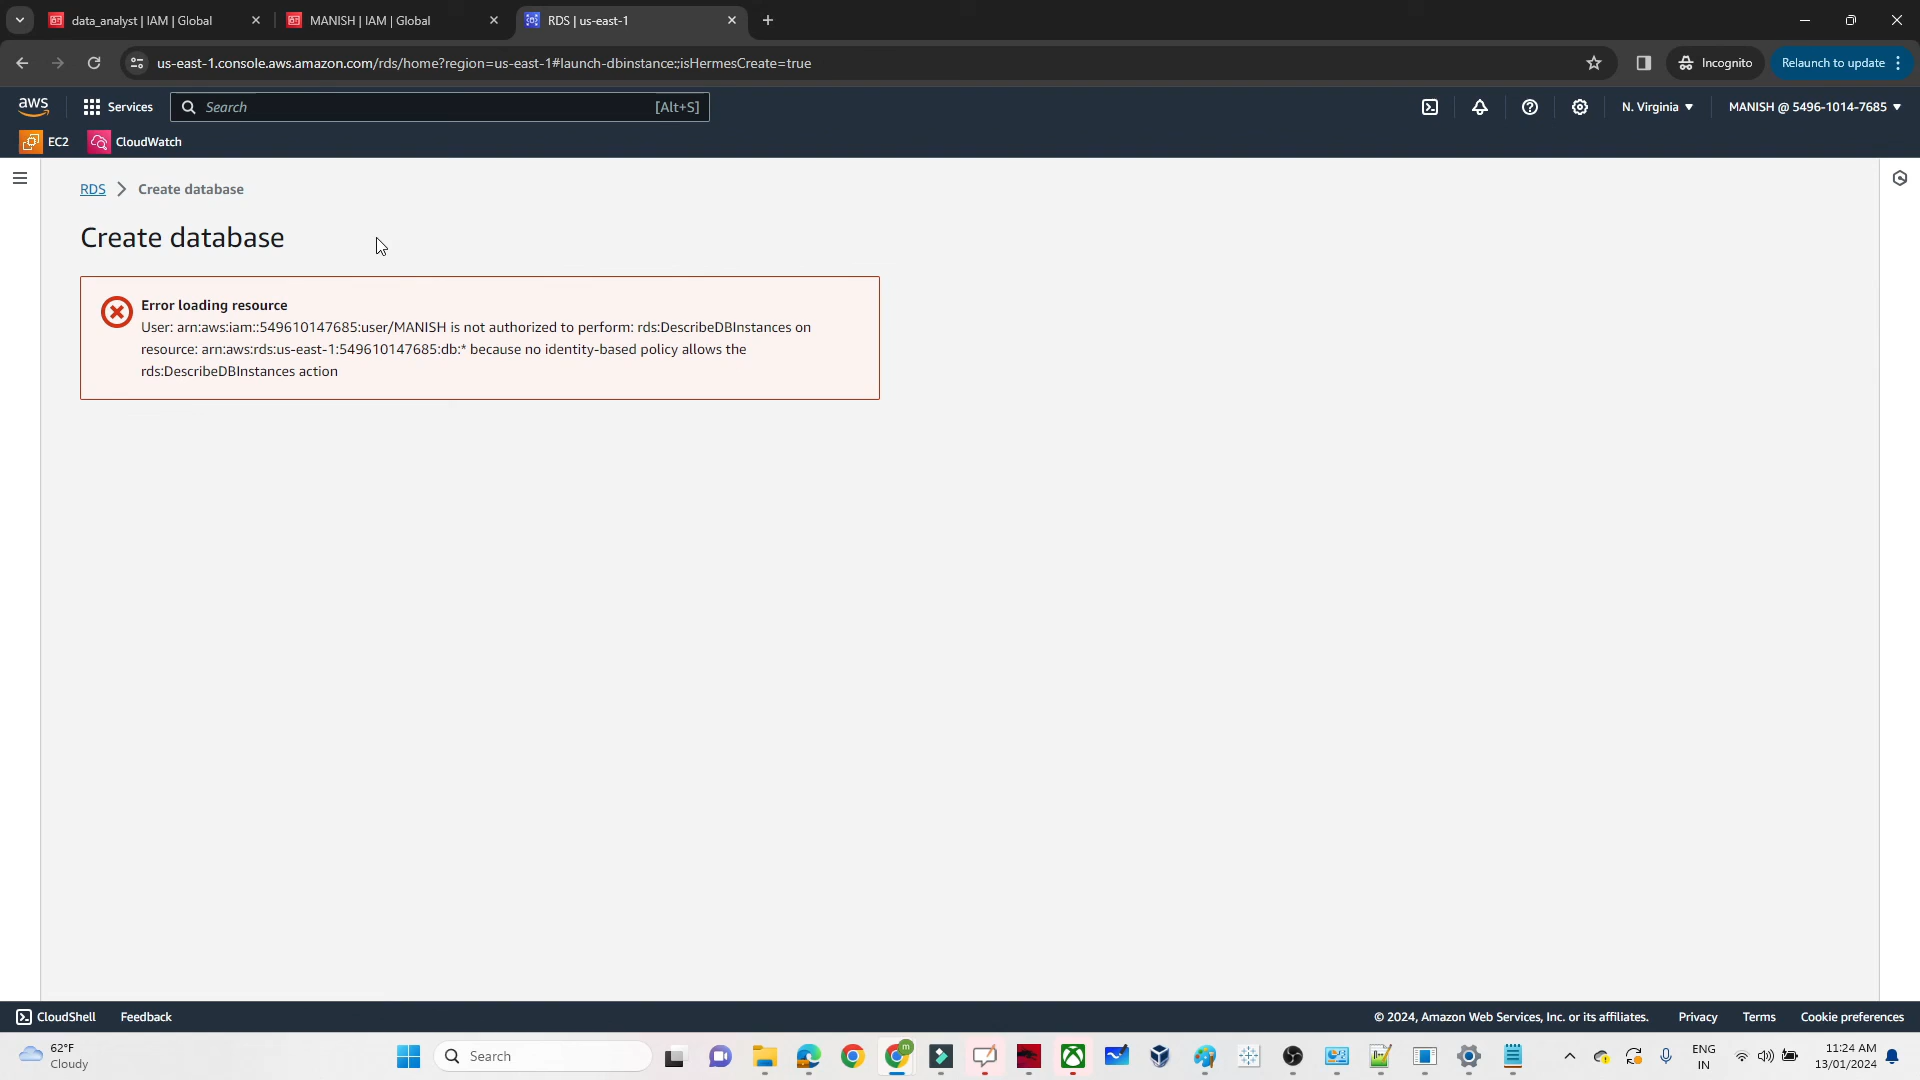 data_analyst | IAM | Global
MANISH | IAM | Global
RDS | us-east-1
us-east-1.console.aws.amazon.com/rds/home?region=us-east-1#launch-dbinstance:;isHermesCreate=true
Incognito
Relaunch to update
aws
Services
Search
[Alt+S]
N. Virginia
MANISH @ 5496-1014-7685
EC2
CloudWatch
RDS
Create database
Create database
Error loading resource
User: arn:aws:iam::549610147685:user/MANISH is not authorized to perform: rds:DescribeDBInstances on
resource: arn:aws:rds:us-east-1:549610147685:db:* because no identity-based policy allows the
rds:DescribeDBInstances action
CloudShell
Feedback
© 2024, Amazon Web Services, Inc. or its affiliates.
Privacy
Terms
Cookie preferences
62°F
Cloudy
Search
m
ENG
IN
11:24 AM
13/01/2024